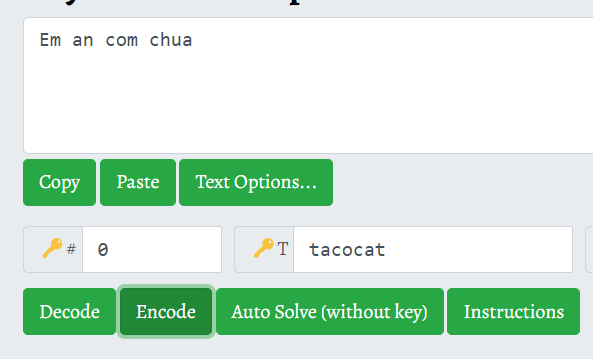 Em an com chua
Copy Paste Text Options...
# 0 T tacocat
Decode Encode Auto Solve (without key) Instructions